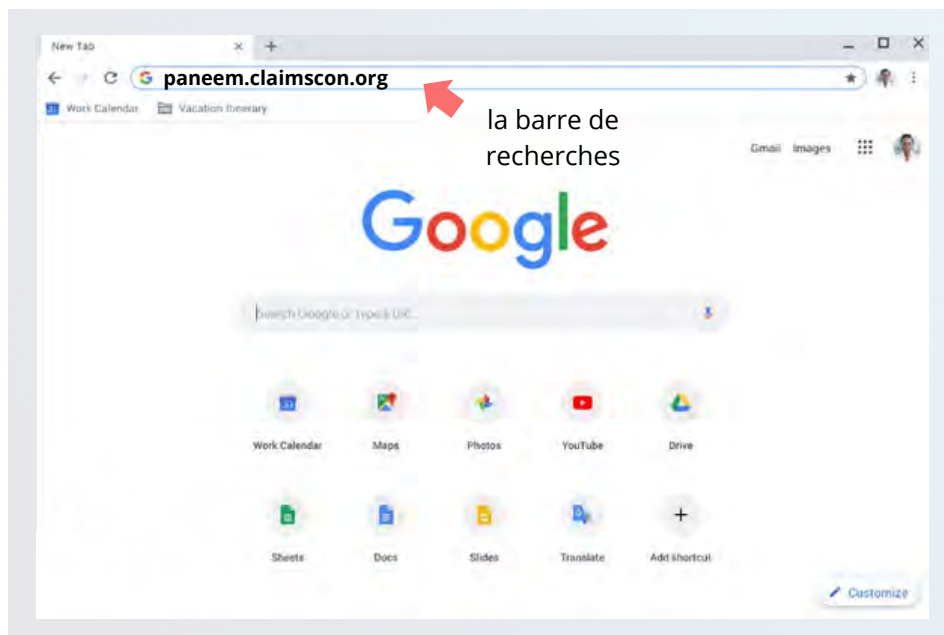 New Tab
paneem.claimscon.org
Work Calendar Vacation Itinerary
la barre de
recherches
Gmail Images
Google
Search Google or type a URL
Work Calendar Maps Photos YouTube Drive
Sheets Docs Slides Translate Add shortcut
Customize